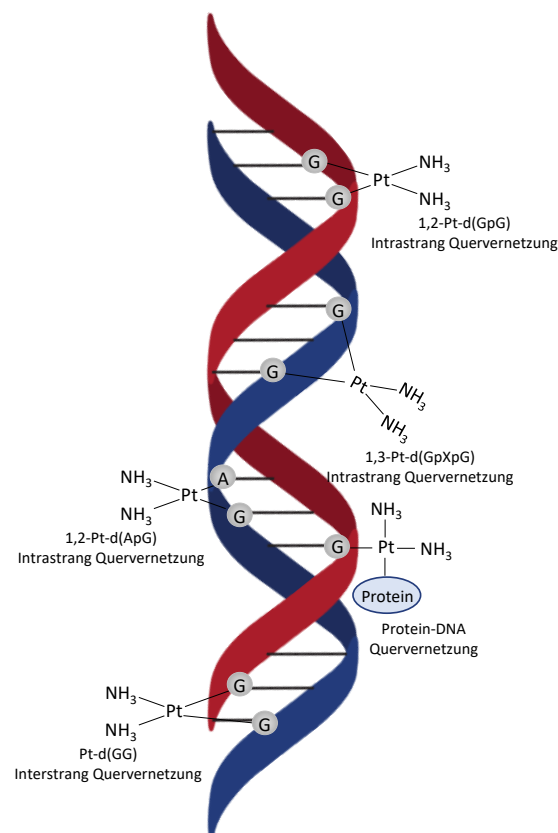 G
NH₃
Pt
G
NH₃
1,2-Pt-d(GpG)
Intrastrang Quervernetzung
G
G
Pt
NH₃
NH₃
1,3-Pt-d(GpXpG)
Intrastrang Quervernetzung
A
NH₃
Pt
G
NH₃
1,2-Pt-d(ApG)
Intrastrang Quervernetzung
NH₃
G
Pt
NH₃
Protein
Protein-DNA
Quervernetzung
G
NH₃
Pt
G
NH₃
Pt-d(GG)
Interstrang Quervernetzung